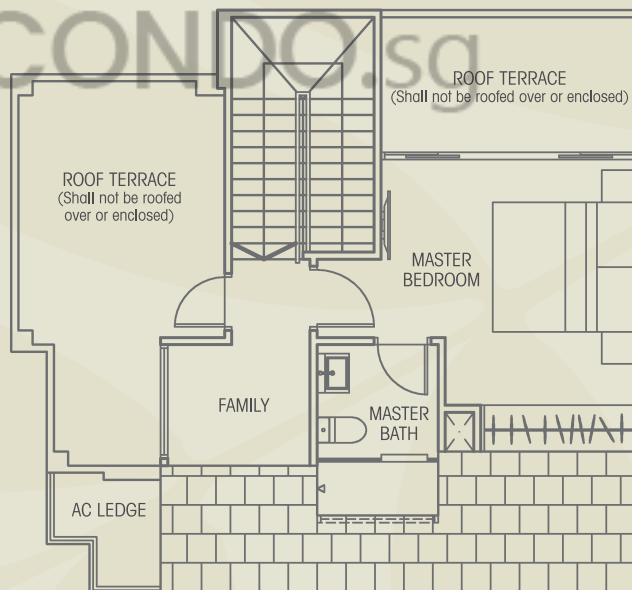 CONDO.sg
ROOF TERRACE
(Shall not be roofed over or enclosed)
ROOF TERRACE
(Shall not be roofed
over or enclosed)
MASTER
BEDROOM
FAMILY
MASTER
BATH
AC LEDGE